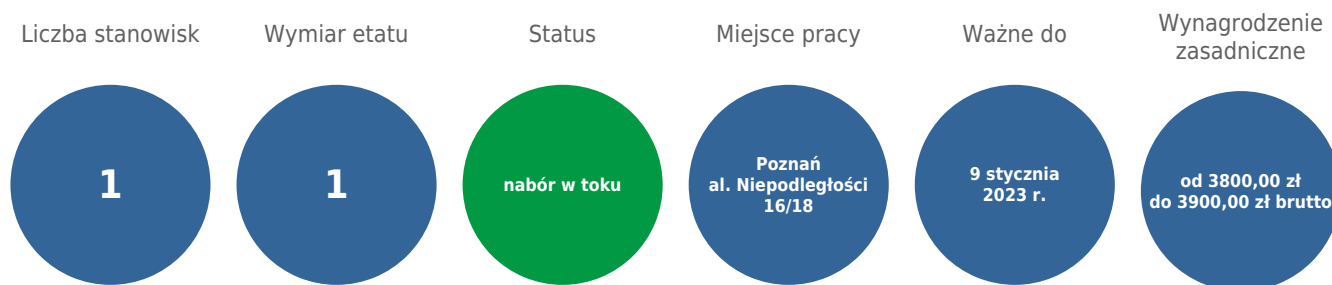 Liczba stanowisk
1
Wymiar etatu
1
Status
nabór w toku
Miejsce pracy
Poznań
al. Niepodległości
16/18
Ważne do
9 stycznia
2023 r.
Wynagrodzenie
zasadnicze
od 3800,00 zł
do 3900,00 zł brutto